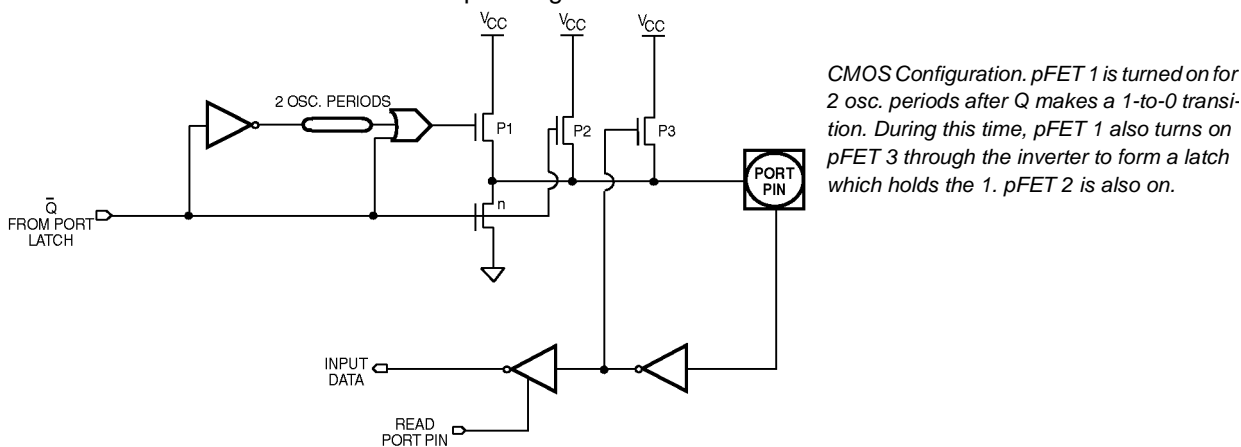 VCC
VCC
VCC
2 OSC. PERIODS
P1
P2
P3
n
Q̅
FROM PORT
LATCH
PORT
PIN
INPUT
DATA
READ
PORT PIN
CMOS Configuration. pFET 1 is turned on for
2 osc. periods after Q makes a 1-to-0 transi-
tion. During this time, pFET 1 also turns on
pFET 3 through the inverter to form a latch
which holds the 1. pFET 2 is also on.